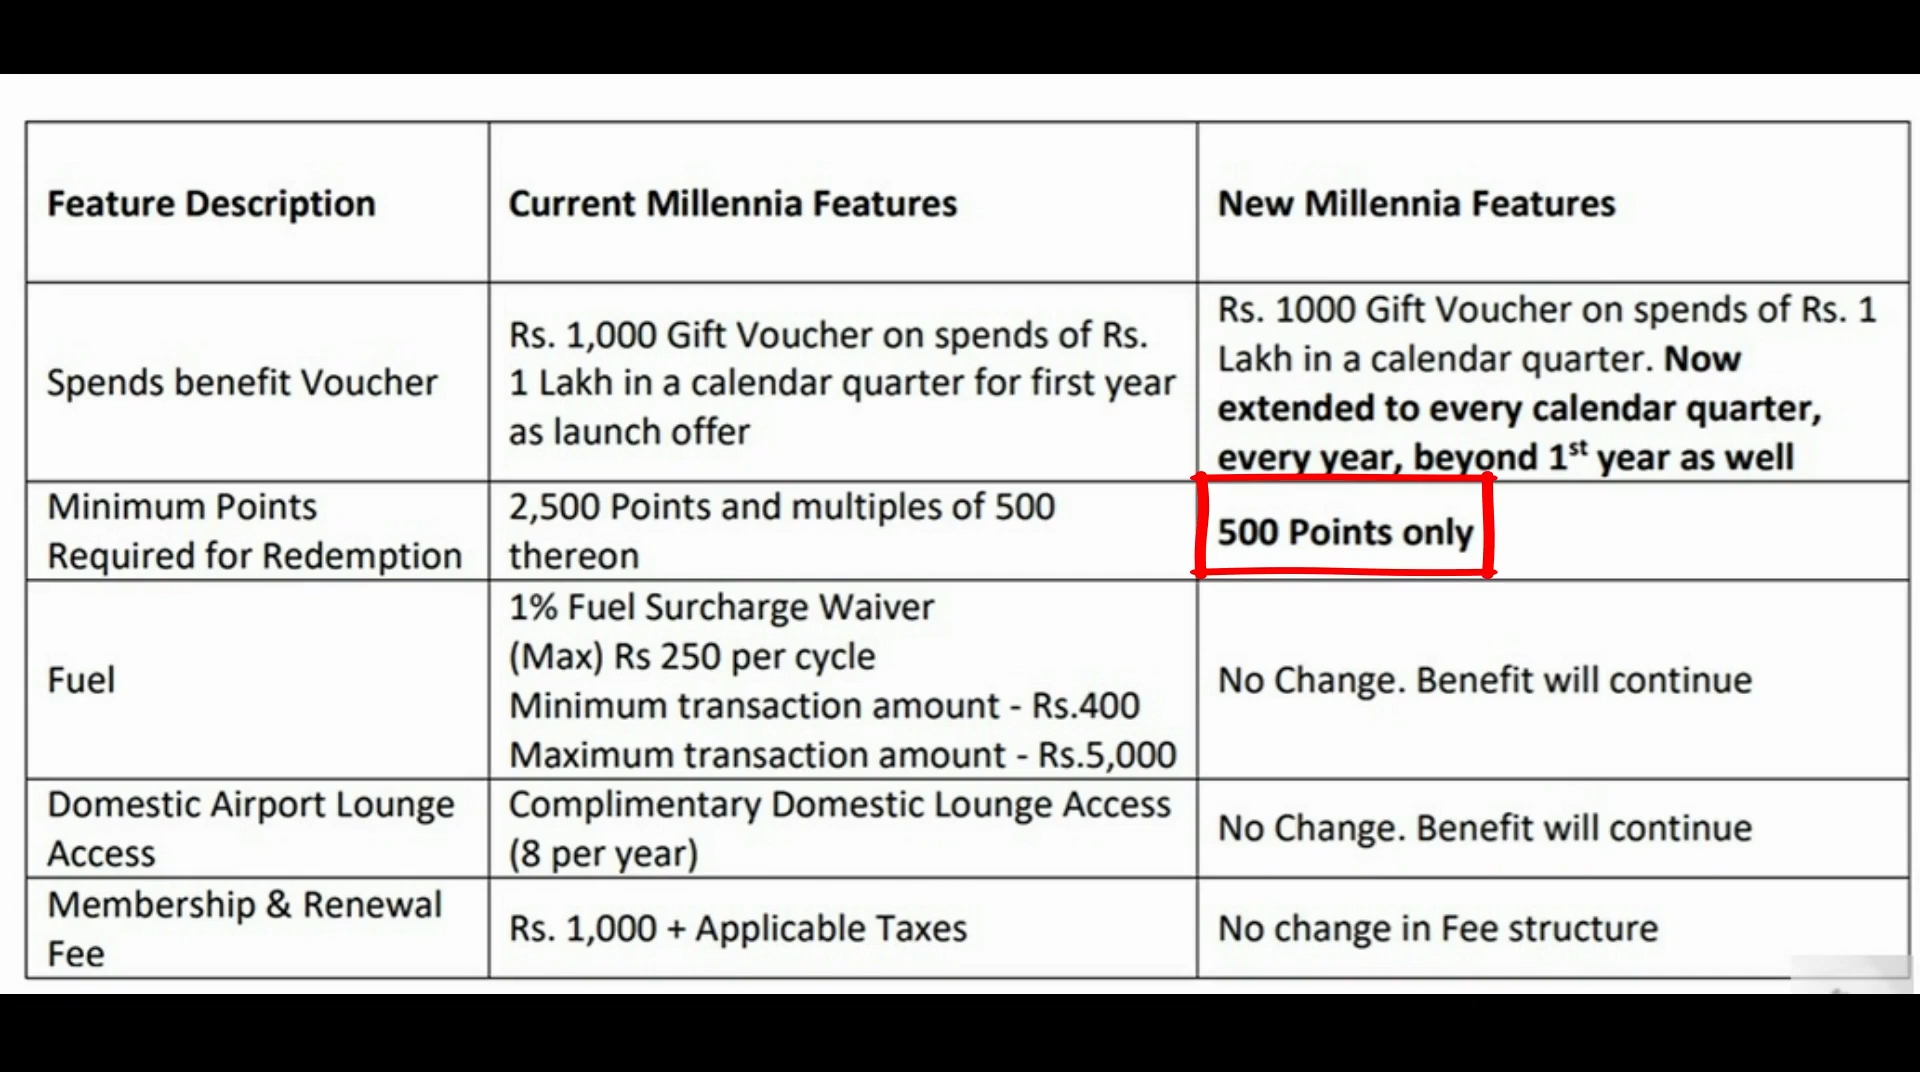 Feature Description
Current Millennia Features
New Millennia Features
Spends benefit Voucher
Rs. 1,000 Gift Voucher on spends of Rs.
1 Lakh in a calendar quarter for first year
as launch offer
Rs. 1000 Gift Voucher on spends of Rs. 1
Lakh in a calendar quarter. Now
extended to every calendar quarter,
every year, beyond 1st year as well
Minimum Points
Required for Redemption
2,500 Points and multiples of 500
thereon
500 Points only
Fuel
1% Fuel Surcharge Waiver
(Max) Rs 250 per cycle
Minimum transaction amount - Rs.400
Maximum transaction amount - Rs.5,000
No Change. Benefit will continue
Domestic Airport Lounge
Access
Complimentary Domestic Lounge Access
(8 per year)
No Change. Benefit will continue
Membership & Renewal
Fee
Rs. 1,000 + Applicable Taxes
No change in Fee structure